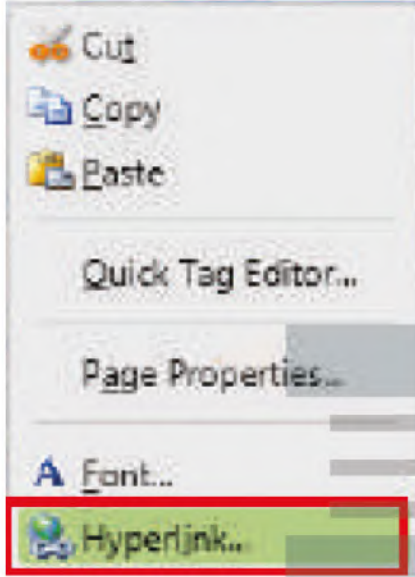 Cut
Copy
Paste
Quick Tag Editor...
Page Properties...
Font...
Hyperlink...